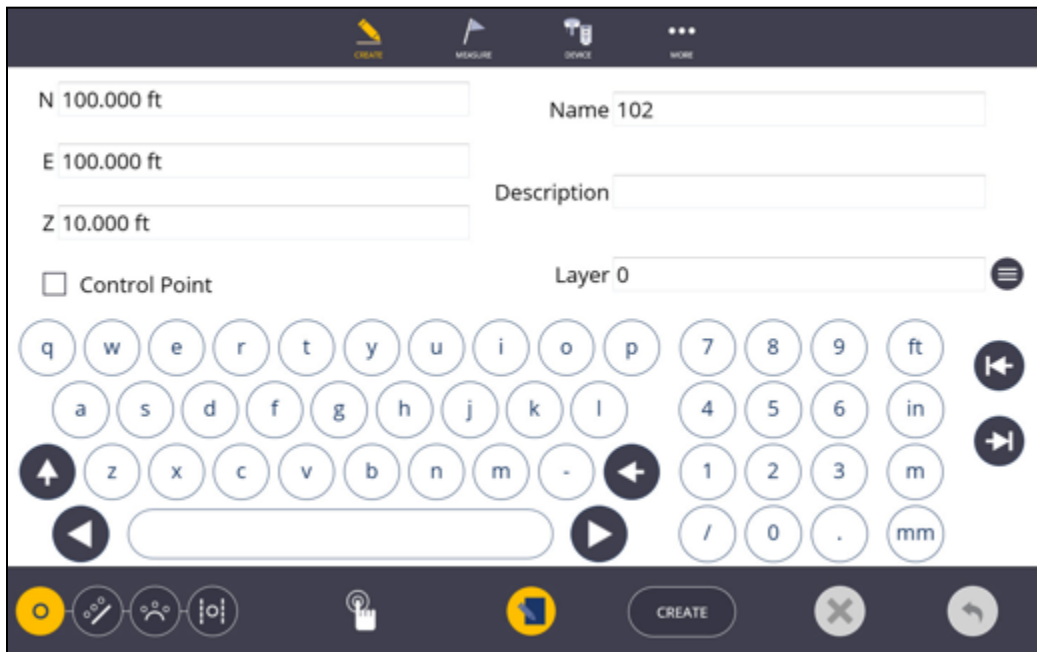 CREATE MEASURE DEVICE MORE
N 100.000 ft
Name 102
E 100.000 ft
Description
Z 10.000 ft
Control Point
Layer 0
q w e r t y u i o p 7 8 9 ft
a s d f g h j k l 4 5 6 in
z x c v b n m - 1 2 3 m
/ 0 . mm
CREATE